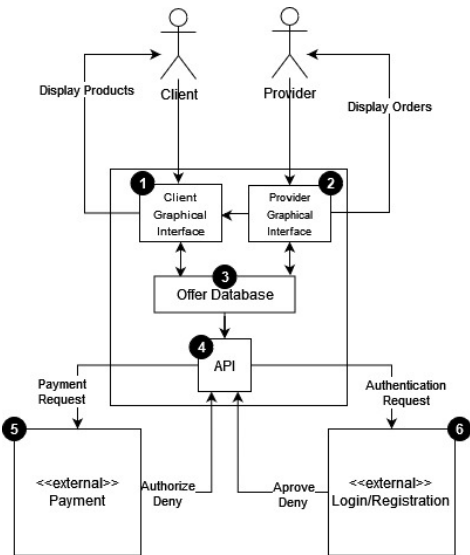 Display Products
Client
Provider
Display Orders
1
Client
Graphical
Interface
2
Provider
Graphical
Interface
3
Offer Database
4
API
Payment
Request
Authentication
Request
5
<<external>>
Payment
Authorize
Deny
Aprove
Deny
6
<<external>>
Login/Registration